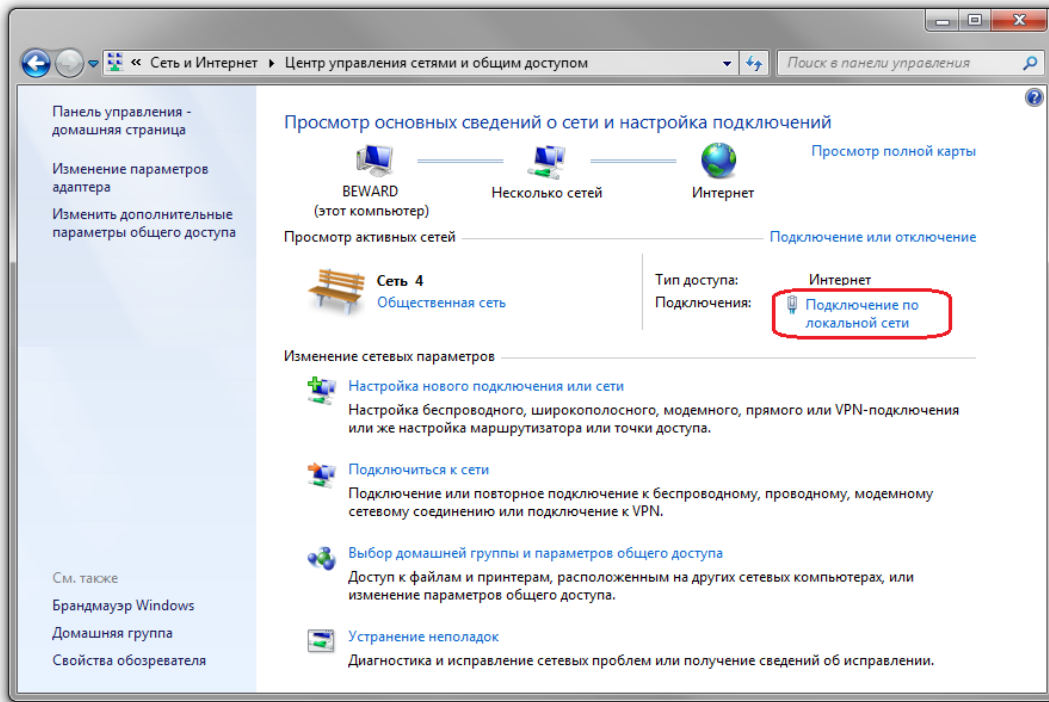 « Сеть и Интернет ▸ Центр управления сетями и общим доступом
Поиск в панели управления
Панель управления -
домашняя страница
Изменение параметров
адаптера
Изменить дополнительные
параметры общего доступа
Просмотр основных сведений о сети и настройка подключений
Просмотр полной карты
BEWARD
(этот компьютер)
Несколько сетей
Интернет
Просмотр активных сетей
Подключение или отключение
Сеть 4
Общественная сеть
Тип доступа: Интернет
Подключения: Подключение по
локальной сети
Изменение сетевых параметров
Настройка нового подключения или сети
Настройка беспроводного, широкополосного, модемного, прямого или VPN-подключения
или же настройка маршрутизатора или точки доступа.
Подключиться к сети
Подключение или повторное подключение к беспроводному, проводному, модемному
сетевому соединению или подключение к VPN.
Выбор домашней группы и параметров общего доступа
Доступ к файлам и принтерам, расположенным на других сетевых компьютерах, или
изменение параметров общего доступа.
Устранение неполадок
Диагностика и исправление сетевых проблем или получение сведений об исправлении.
См. также
Брандмауэр Windows
Домашняя группа
Свойства обозревателя